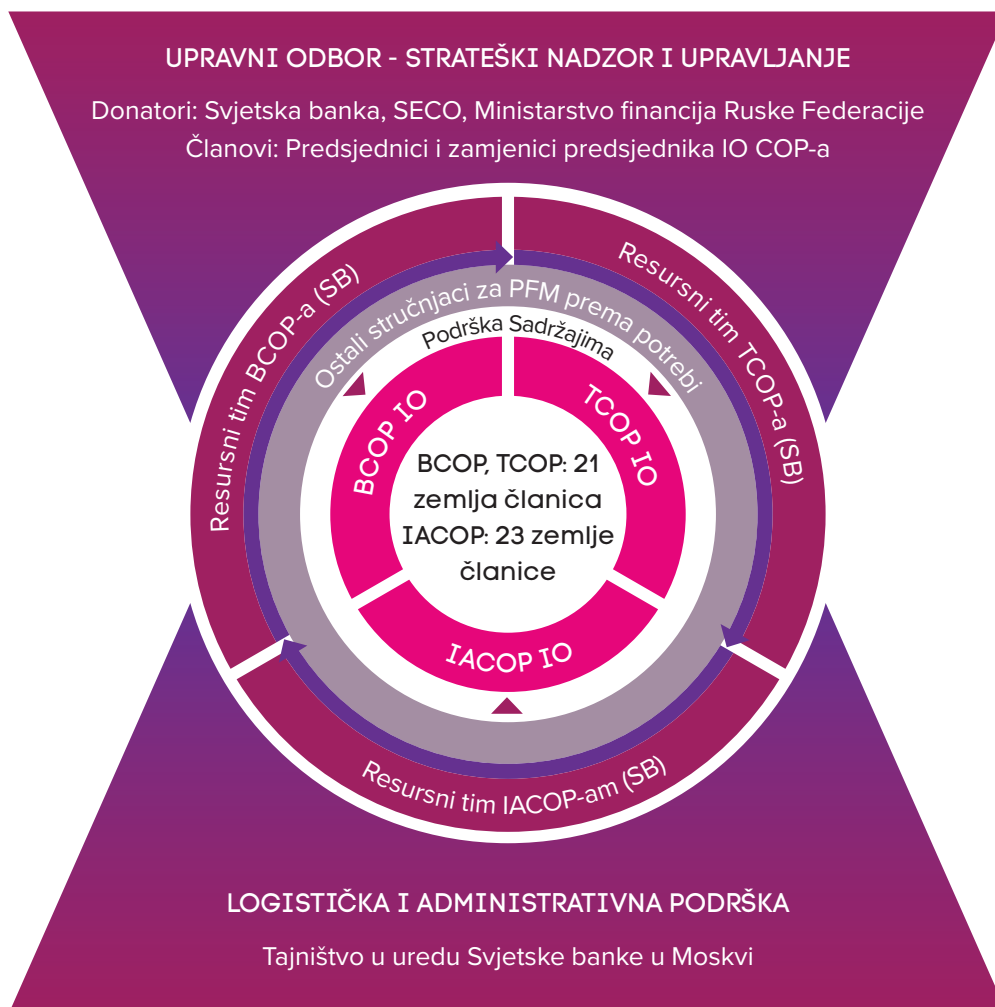 UPRAVNI ODBOR - STRATEŠKI NADZOR I UPRAVLJANJE
Donatori: Svjetska banka, SECO, Ministarstvo financija Ruske Federacije
Članovi: Predsjednici i zamjenici predsjednika IO COP-a
Resursni tim BCOP-a (SB)
Resursni tim TCOP-a (SB)
Ostali stručnjaci za PFM prema potrebi
Podrška Sadržajima
BCOP IO
TCOP IO
BCOP, TCOP: 21
zemlja članica
IACOP: 23 zemlje
članice
IACOP IO
Resursni tim IACOP-am (SB)
LOGISTIČKA I ADMINISTRATIVNA PODRŠKA
Tajništvo u uredu Svjetske banke u Moskvi